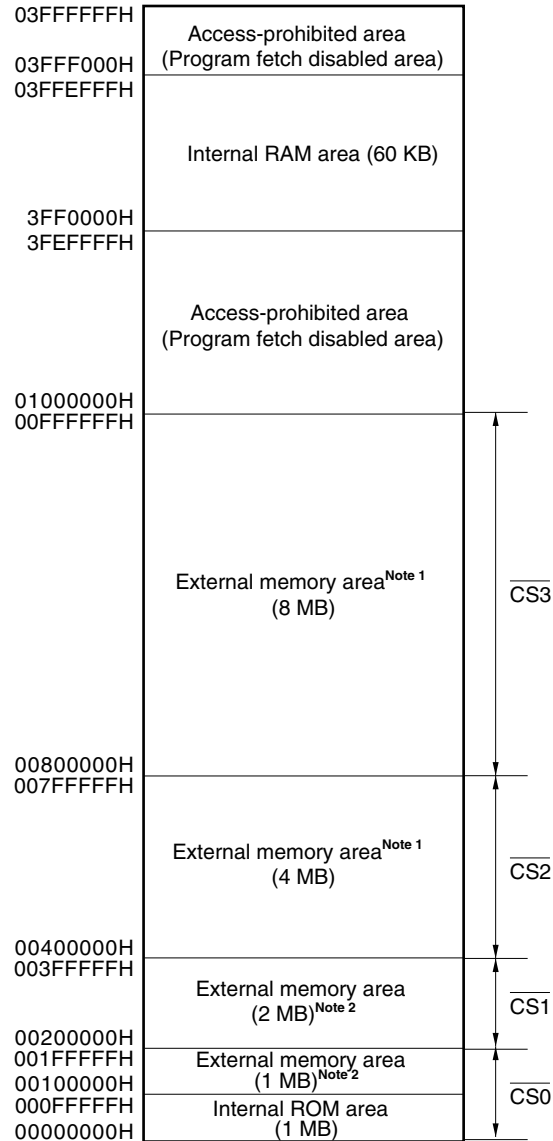 03FFFFFFH
Access-prohibited area
(Program fetch disabled area)
03FFF000H
03FFEFFFH
Internal RAM area (60 KB)
3FF0000H
3FEFFFFH
Access-prohibited area
(Program fetch disabled area)
01000000H
00FFFFFFH
External memory areaNote 1
(8 MB)
CS3
00800000H
007FFFFFH
External memory areaNote 1
(4 MB)
CS2
00400000H
003FFFFFH
External memory area
(2 MB)Note 2
CS1
00200000H
001FFFFFH
External memory area
(1 MB)Note 2
00100000H
CS0
000FFFFFH
Internal ROM area
(1 MB)
00000000H